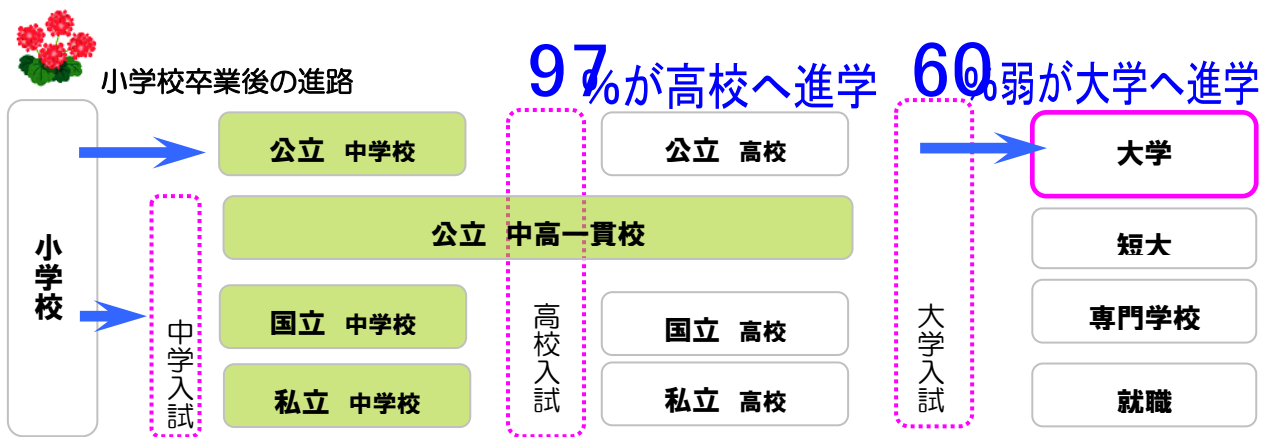 小学校卒業後の進路
97%が高校へ進学
60%弱が大学へ進学
小学校
中学入試
公立 中学校
公立 中高一貫校
国立 中学校
私立 中学校
高校入試
公立 高校
国立 高校
私立 高校
大学入試
大学
短大
専門学校
就職